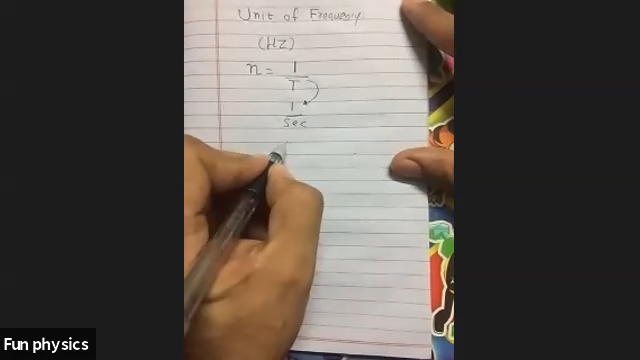 Unit of Frequency
(HZ)
n = 1
T
1
sec
Fun physics